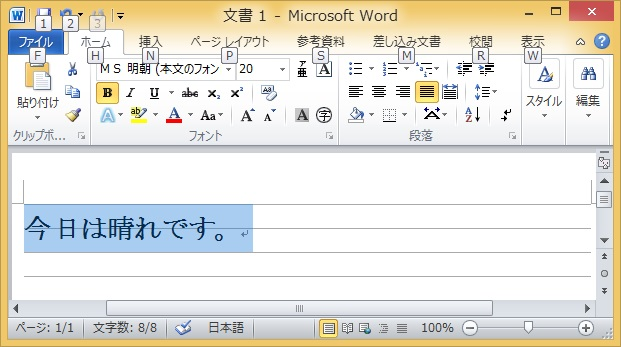 文書 1 - Microsoft Word
W 1 2 3
ファイル ホーム 挿入 ページ レイアウト 参考資料 差し込み文書 校閲 表示
F H N P S M R W
ＭＳ 明朝 (本文のフォン 20 ア亜 A
貼り付け B I U abc x₂ x² A
A ab A Aa A A A 字
クリップボ... フォント 段落 スタイル 編集
今日は晴れです。
ページ: 1/1 文字数: 8/8 日本語 100%